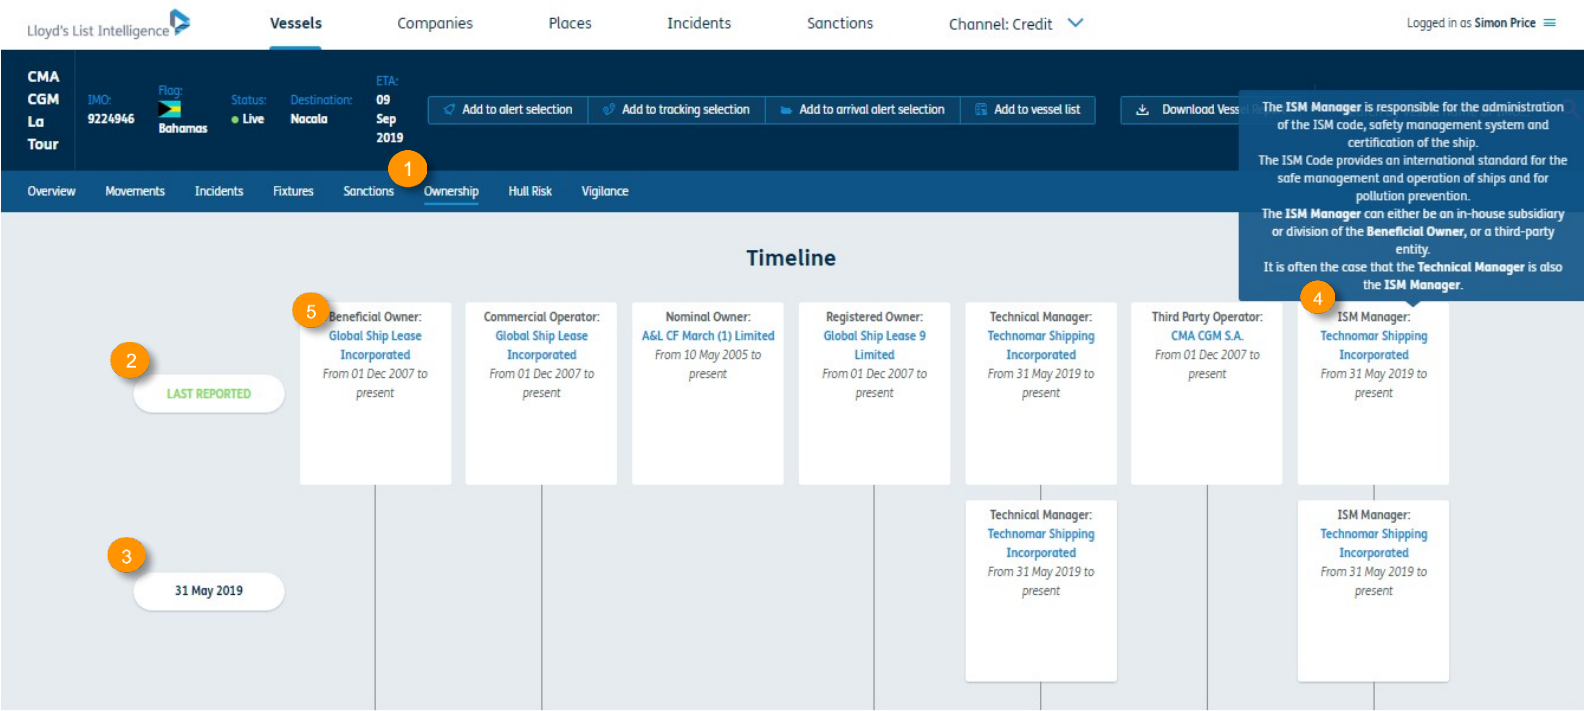 Lloyd's List Intelligence
Vessels
Companies
Places
Incidents
Sanctions
Channel: Credit
Logged in as Simon Price
CMA
CGM
La
Tour
IMO:
9224946
Flag:
Bahamas
Status:
Live
Destination:
Nacala
ETA:
09
Sep
2019
Add to alert selection
Add to tracking selection
Add to arrival alert selection
Add to vessel list
Download Vessel
The ISM Manager is responsible for the administration
of the ISM code, safety management system and
certification of the ship.
The ISM Code provides an international standard for the
safe management and operation of ships and for
pollution prevention.
The ISM Manager can either be an in-house subsidiary
or division of the Beneficial Owner, or a third-party
entity.
It is often the case that the Technical Manager is also
the ISM Manager.
1
Overview
Movements
Incidents
Fixtures
Sanctions
Ownership
Hull Risk
Vigilance
Timeline
2
LAST REPORTED
5
Beneficial Owner:
Global Ship Lease
Incorporated
From 01 Dec 2007 to
present
Commercial Operator:
Global Ship Lease
Incorporated
From 01 Dec 2007 to
present
Nominal Owner:
A&L CF March (1) Limited
From 10 May 2005 to
present
Registered Owner:
Global Ship Lease 9
Limited
From 01 Dec 2007 to
present
Technical Manager:
Technomar Shipping
Incorporated
From 31 May 2019 to
present
Third Party Operator:
CMA CGM S.A.
From 01 Dec 2007 to
present
4
ISM Manager:
Technomar Shipping
Incorporated
From 31 May 2019 to
present
3
31 May 2019
Technical Manager:
Technomar Shipping
Incorporated
From 31 May 2019 to
present
ISM Manager:
Technomar Shipping
Incorporated
From 31 May 2019 to
present